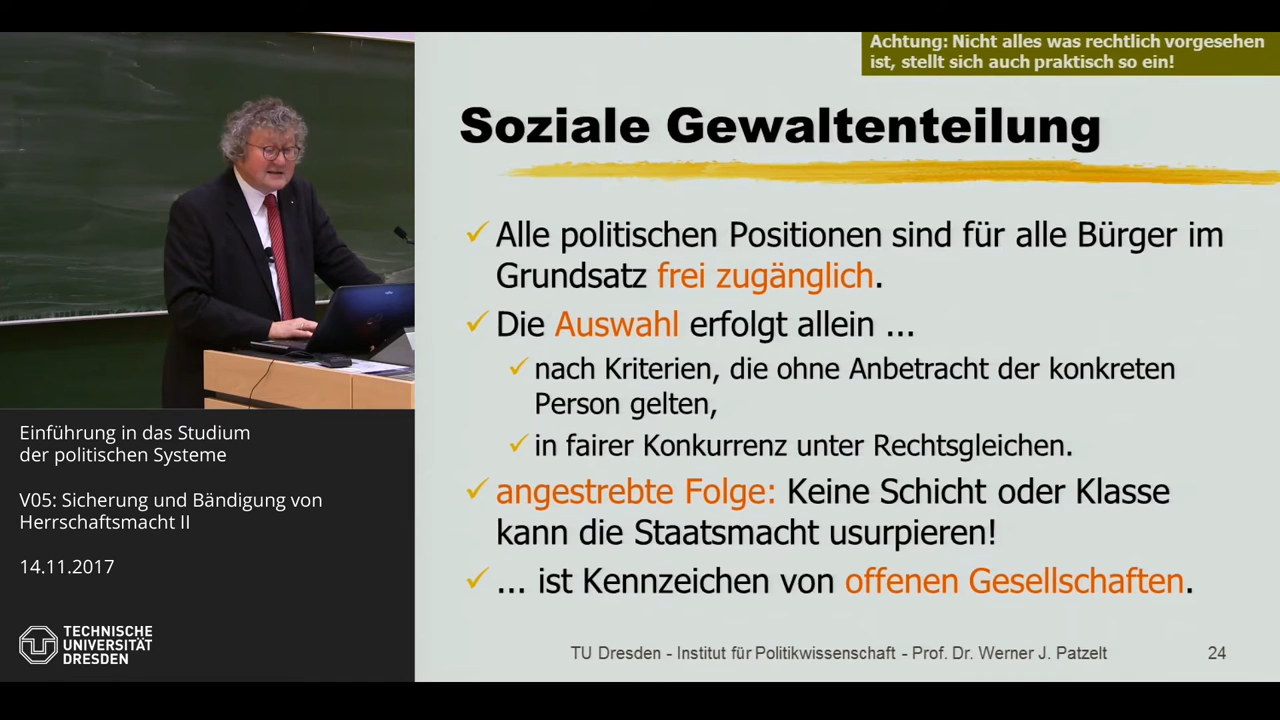 Achtung: Nicht alles was rechtlich vorgesehen
ist, stellt sich auch praktisch so ein!
Soziale Gewaltenteilung
Alle politischen Positionen sind für alle Bürger im
Grundsatz frei zugänglich.
Die Auswahl erfolgt allein ...
nach Kriterien, die ohne Anbetracht der konkreten
Person gelten,
in fairer Konkurrenz unter Rechtsgleichen.
angestrebte Folge: Keine Schicht oder Klasse
kann die Staatsmacht usurpieren!
... ist Kennzeichen von offenen Gesellschaften.
TU Dresden - Institut für Politikwissenschaft - Prof. Dr. Werner J. Patzelt
24
Einführung in das Studium
der politischen Systeme
V05: Sicherung und Bändigung von
Herrschaftsmacht II
14.11.2017
TECHNISCHE
UNIVERSITÄT
DRESDEN